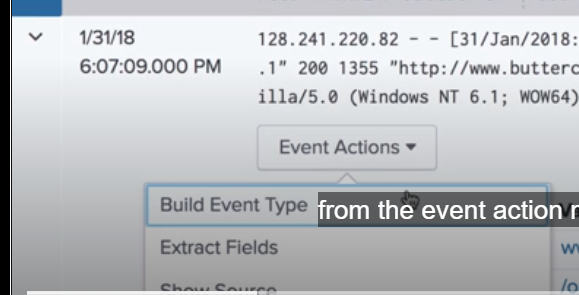 1/31/18
6:07:09.000 PM
128.241.220.82 - - [31/Jan/2018:
.1" 200 1355 "http://www.butterc
illa/5.0 (Windows NT 6.1; WOW64)
Event Actions
Build Event Type
from the event action
Extract Fields
Show Source
/o